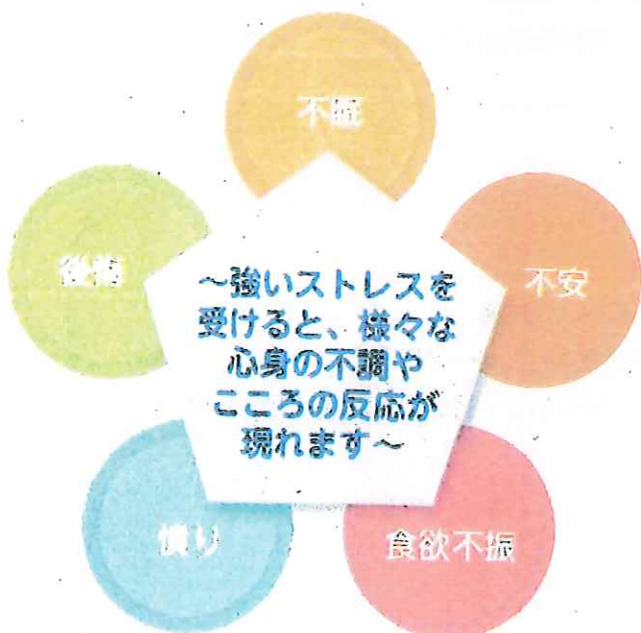 不眠
不安
後悔
～強いストレスを
受けると、様々な
心身の不調や
こころの反応が
現れます～
憤り
食欲不振